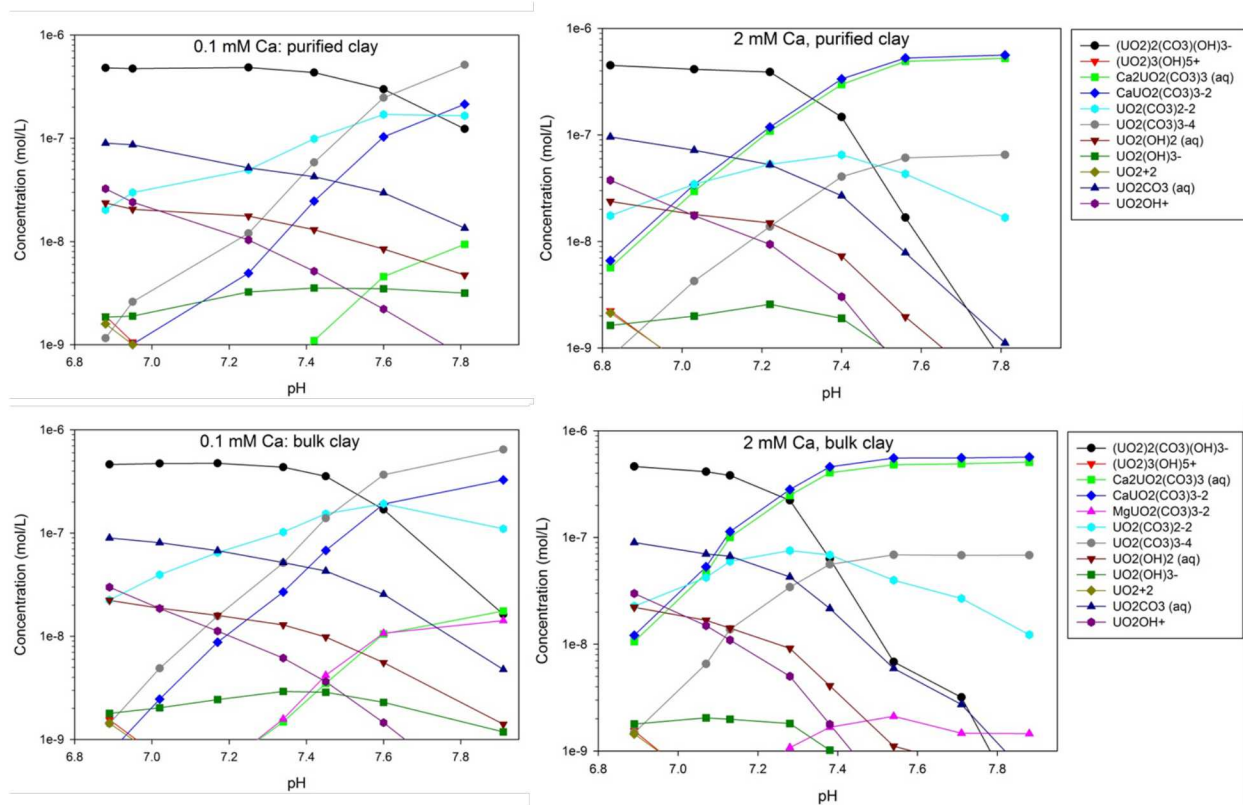 0.1 mM Ca: purified clay
1e-6
1e-7
1e-8
1e-9
Concentration (mol/L)
6.8 7.0 7.2 7.4 7.6 7.8
pH
2 mM Ca, purified clay
1e-6
1e-7
1e-8
1e-9
Concentration (mol/L)
7.0 7.2 7.4 7.6 7.8
pH
(UO2)2(CO3)(OH)3-
(UO2)3(OH)5+
Ca2UO2(CO3)3 (aq)
CaUO2(CO3)3-2
UO2(CO3)2-2
UO2(CO3)3-4
UO2(OH)2 (aq)
UO2(OH)3-
UO2+2
UO2CO3 (aq)
UO2OH+
0.1 mM Ca: bulk clay
1e-6
1e-7
1e-8
1e-9
Concentration (mol/L)
6.8 7.0 7.2 7.4 7.6 7.8
pH
2 mM Ca, bulk clay
1e-6
1e-7
1e-8
1e-9
Concentration (mol/L)
6.8 7.0 7.2 7.4 7.6 7.8
pH
(UO2)2(CO3)(OH)3-
(UO2)3(OH)5+
Ca2UO2(CO3)3 (aq)
CaUO2(CO3)3-2
MgUO2(CO3)3-2
UO2(CO3)2-2
UO2(CO3)3-4
UO2(OH)2 (aq)
UO2(OH)3-
UO2+2
UO2CO3 (aq)
UO2OH+